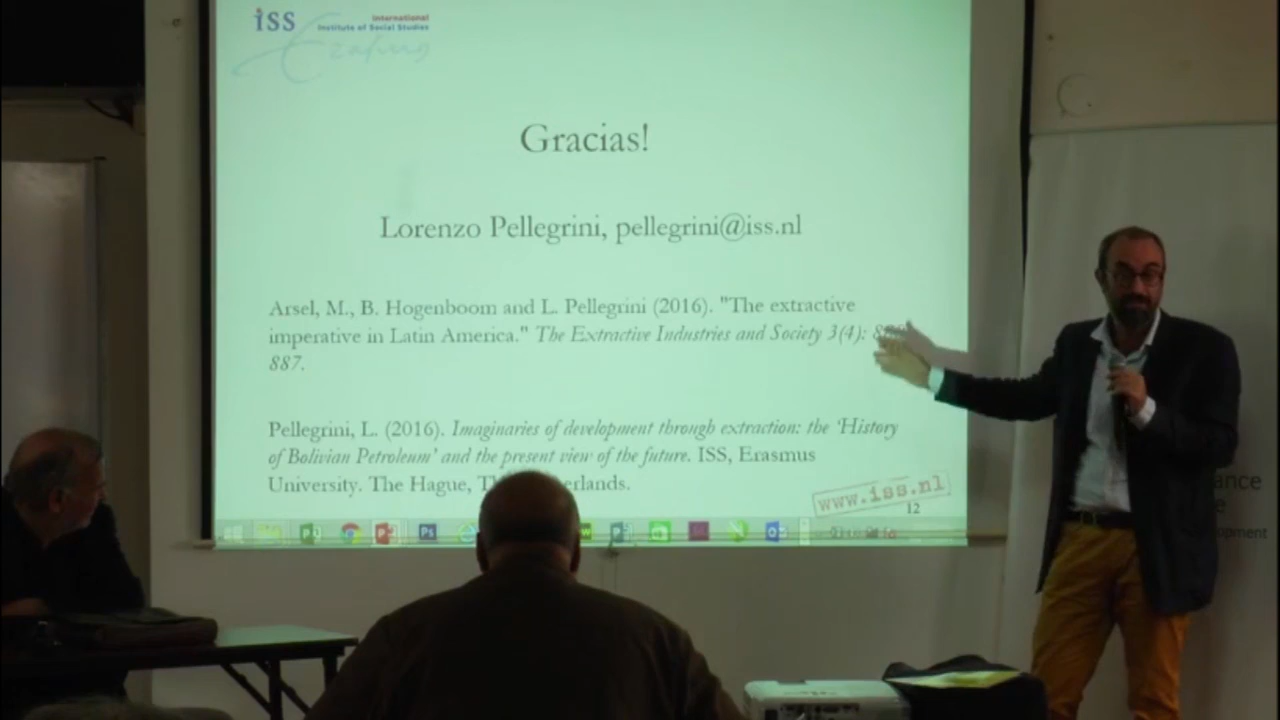 iSS
International
Institute of Social Studies
Erasmus
Gracias!
Lorenzo Pellegrini, pellegrini@iss.nl
Arsel, M., B. Hogenboom and L. Pellegrini (2016). "The extractive
imperative in Latin America." The Extractive Industries and Society 3(4):
887.
Pellegrini, L. (2016). Imaginaries of development through extraction: the 'History
of Bolivian Petroleum' and the present view of the future. ISS, Erasmus
University. The Hague, erlands.
www.iss.nl
12
ance
e
opment